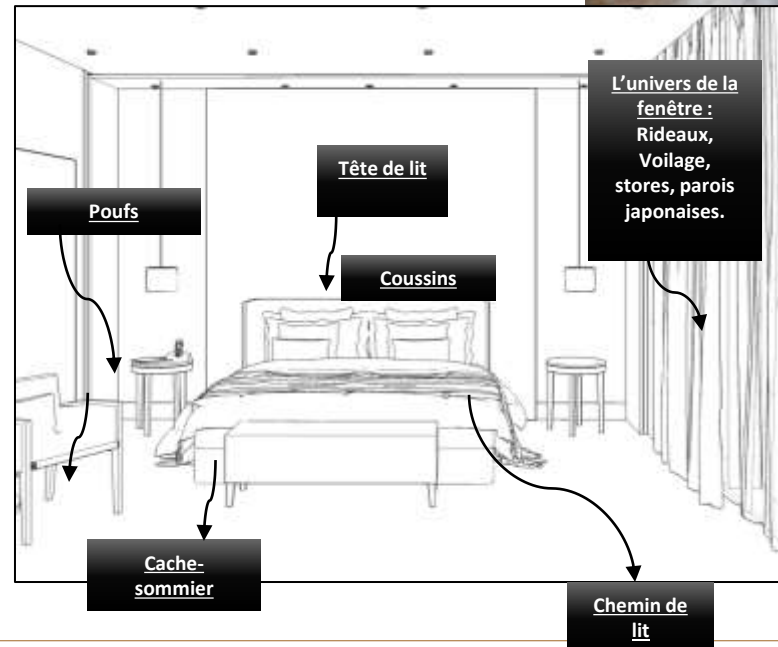 L'univers de la
fenêtre :
Rideaux,
Voilage,
stores, parois
japonaises.
Tête de lit
Poufs
Coussins
Cache-
sommier
Chemin de
lit